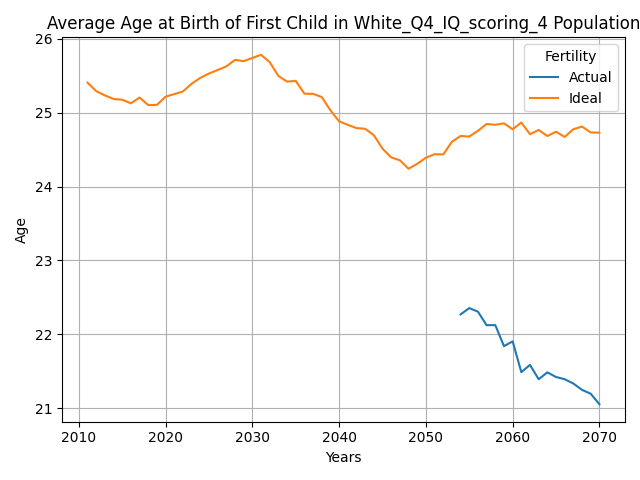 Average Age at Birth of First Child in White_Q4_IQ_scoring_4 Population
Fertility
Actual
Ideal
26
25
24
23
22
21
Age
2010 2020 2030 2040 2050 2060 2070
Years